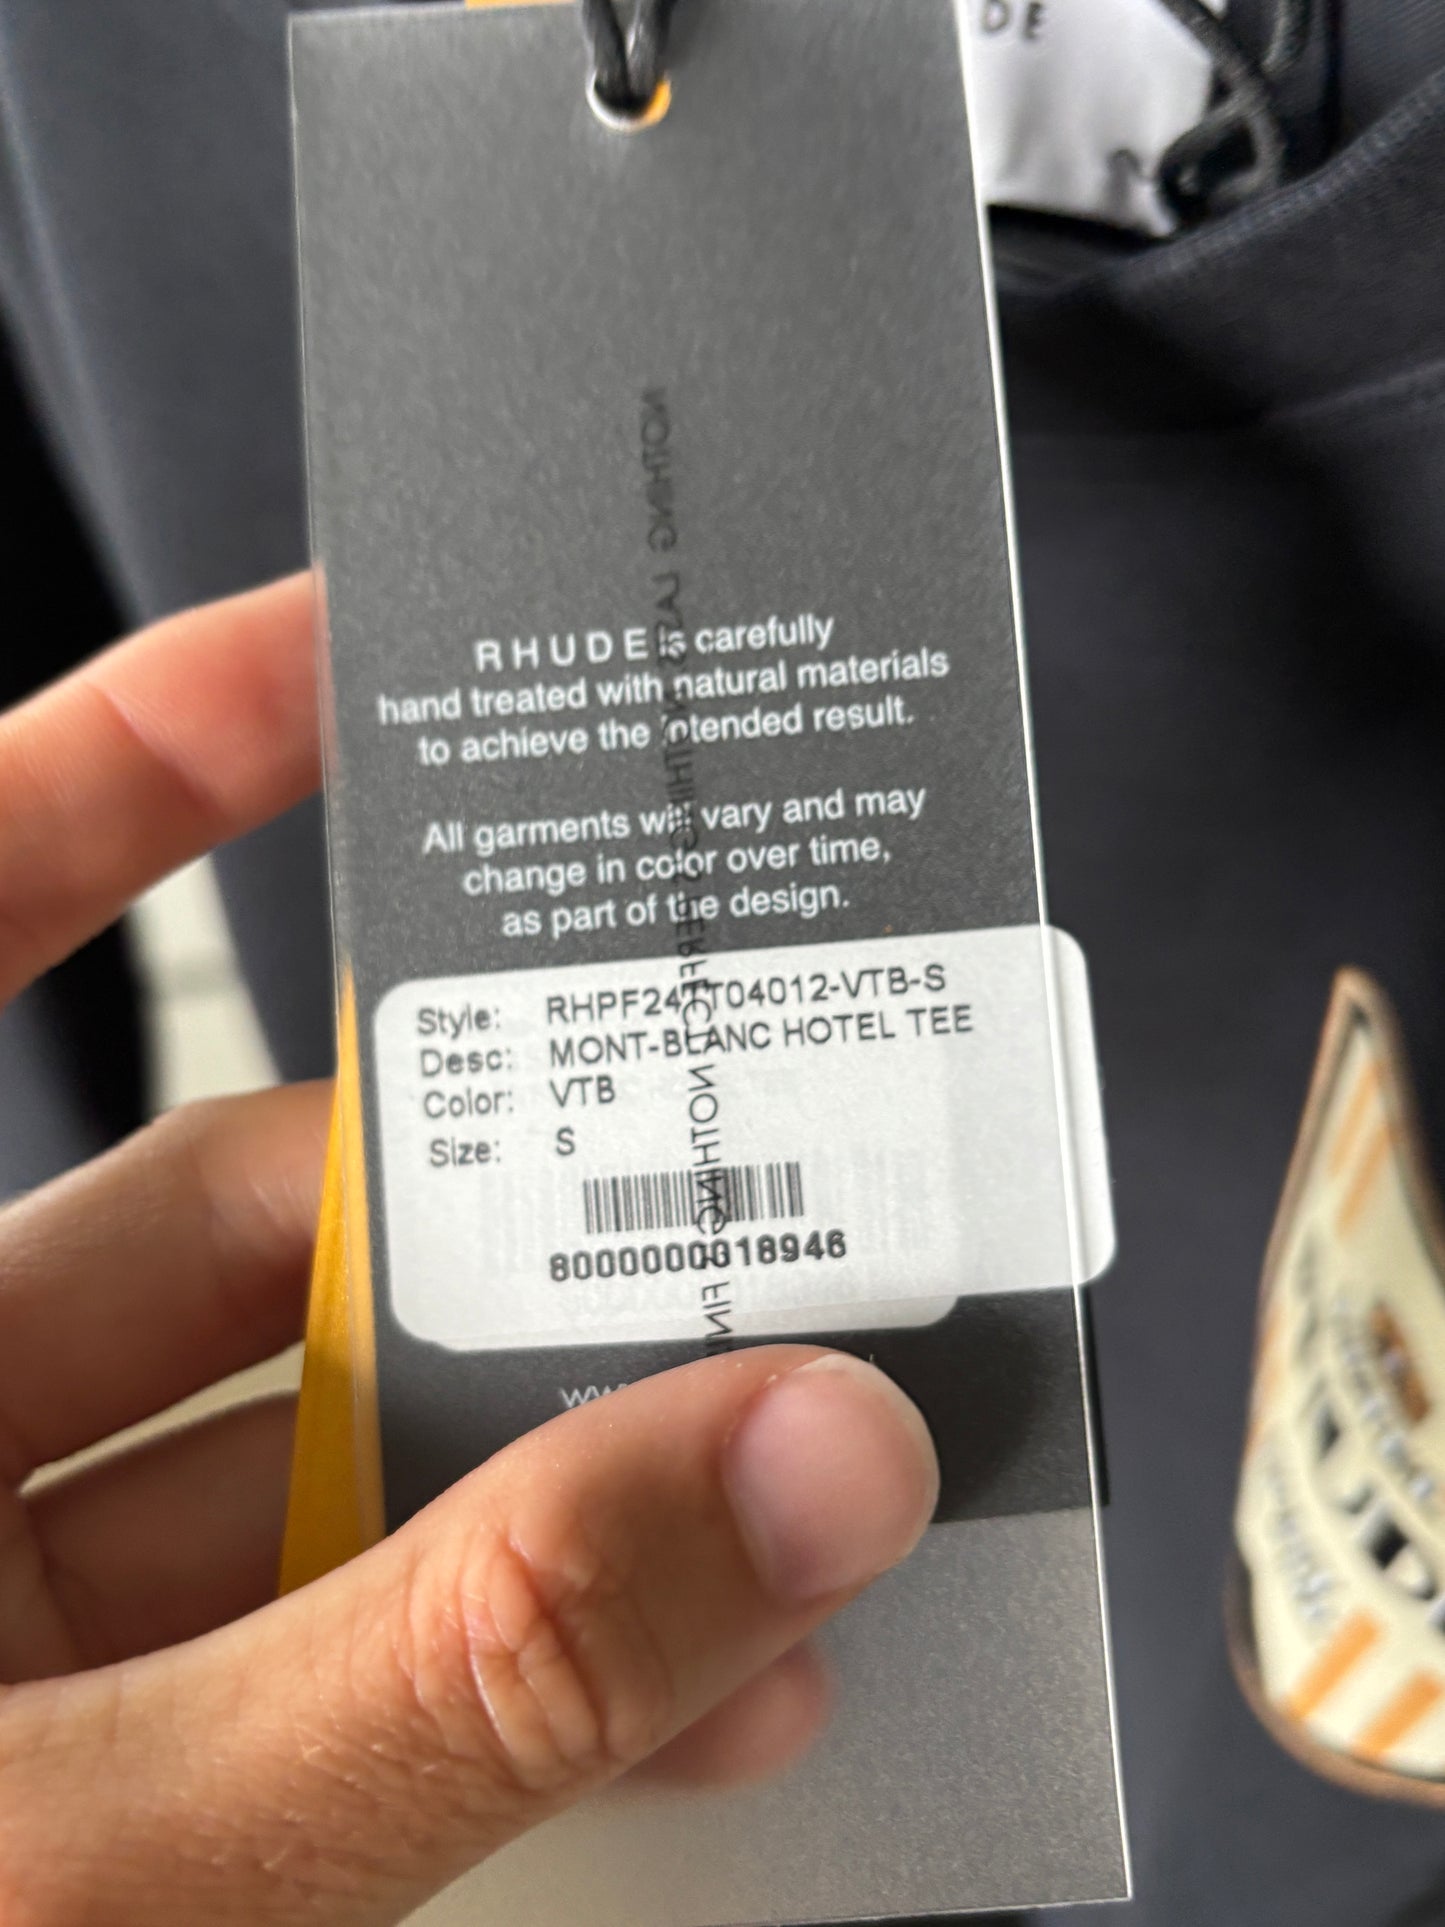 DE
R H U D E is carefully
hand treated with natural materials
to achieve the intended result.
All garments will vary and may
change in color over time,
as part of the design.
Style: RHPF24TT04012-VTB-S
Desc: MONT-BLANC HOTEL TEE
Color: VTB
Size: S
8000000018946